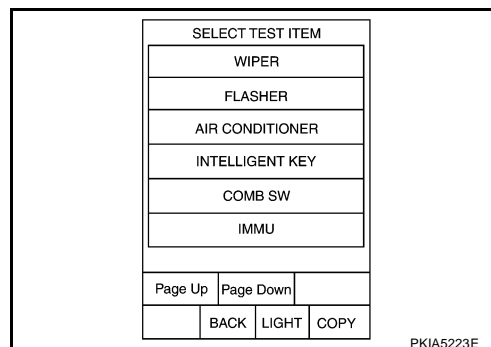 SELECT TEST ITEM
WIPER
FLASHER
AIR CONDITIONER
INTELLIGENT KEY
COMB SW
IMMU
Page Up Page Down
BACK LIGHT COPY
PKIA5223E